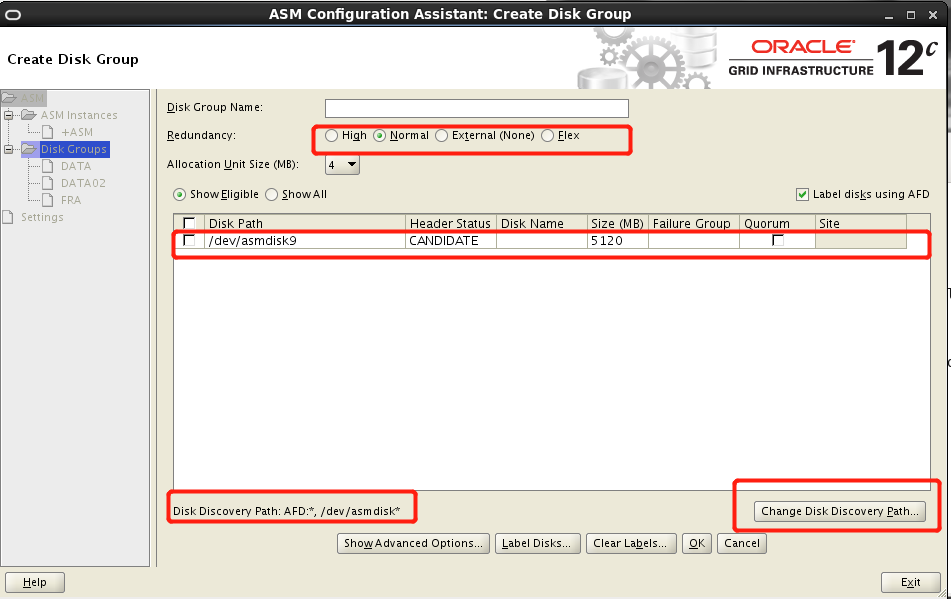 ASM Configuration Assistant: Create Disk Group
Create Disk Group
ORACLE®
GRID INFRASTRUCTURE
12c
ASM
ASM Instances
+ASM
Disk Groups
DATA
DATA02
FRA
Settings
Disk Group Name:
Redundancy: High Normal External (None) Flex
Allocation Unit Size (MB): 4
Show Eligible Show All Label disks using AFD
Disk Path Header Status Disk Name Size (MB) Failure Group Quorum Site
/dev/asmdisk9 CANDIDATE 5120
Disk Discovery Path: AFD:*, /dev/asmdisk* Change Disk Discovery Path...
Show Advanced Options... Label Disks... Clear Labels... OK Cancel
Help Exit